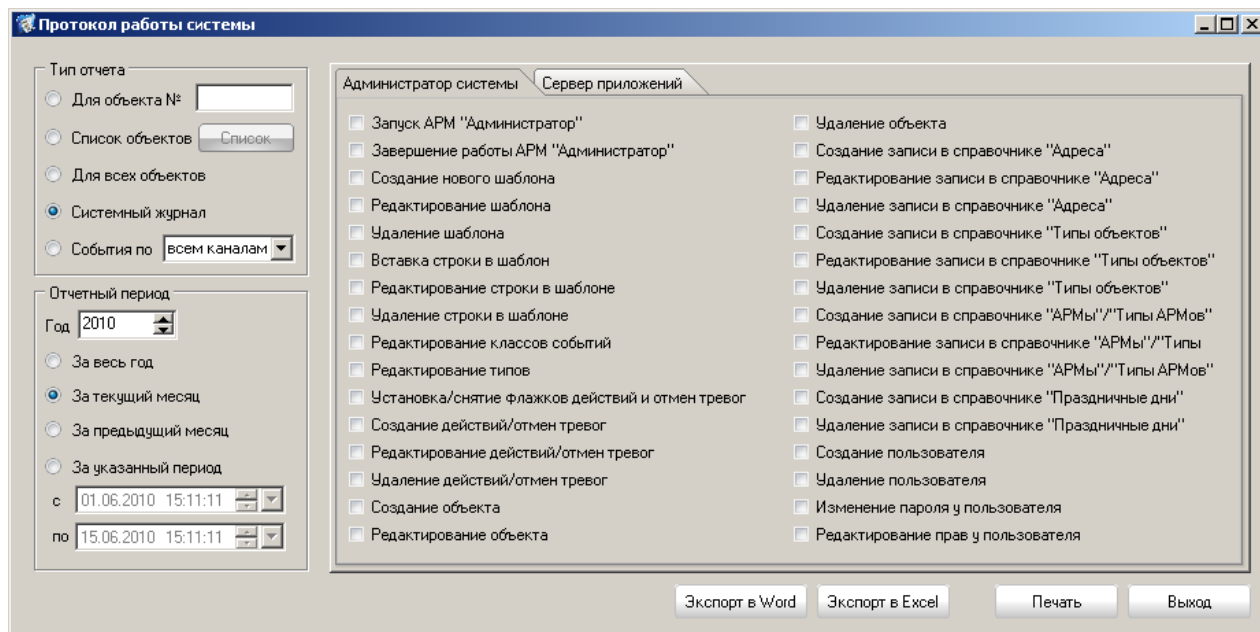 Протокол работы системы
Тип отчета
Для объекта №
Список объектов Список
Для всех объектов
Системный журнал
События по всем каналам
Отчетный период
Год 2010
За весь год
За текущий месяц
За предыдущий месяц
За указанный период
с 01.06.2010 15:11:11
по 15.06.2010 15:11:11
Администратор системы Сервер приложений
Запуск АРМ "Администратор"
Завершение работы АРМ "Администратор"
Создание нового шаблона
Редактирование шаблона
Удаление шаблона
Вставка строки в шаблон
Редактирование строки в шаблоне
Удаление строки в шаблоне
Редактирование классов событий
Редактирование типов
Установка/снятие флажков действий и отмен тревог
Создание действий/отмен тревог
Редактирование действий/отмен тревог
Удаление действий/отмен тревог
Создание объекта
Редактирование объекта
Удаление объекта
Создание записи в справочнике "Адреса"
Редактирование записи в справочнике "Адреса"
Удаление записи в справочнике "Адреса"
Создание записи в справочнике "Типы объектов"
Редактирование записи в справочнике "Типы объектов"
Удаление записи в справочнике "Типы объектов"
Создание записи в справочнике "АРМы"/"Типы АРМов"
Редактирование записи в справочнике "АРМы"/"Типы
Удаление записи в справочнике "АРМы"/"Типы АРМов"
Создание записи в справочнике "Праздничные дни"
Удаление записи в справочнике "Праздничные дни"
Создание пользователя
Удаление пользователя
Изменение пароля у пользователя
Редактирование прав у пользователя
Экспорт в Word Экспорт в Excel Печать Выход